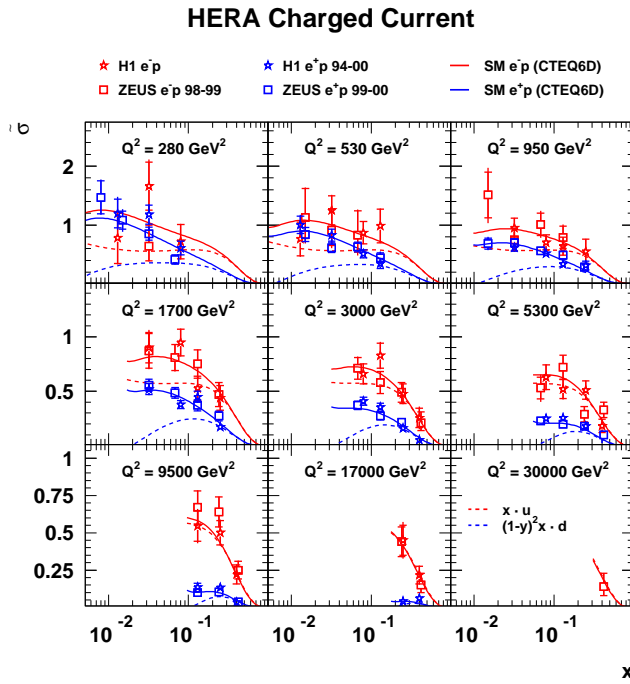 HERA Charged Current
H1 e⁻p
H1 e⁺p 94-00
SM e⁻p (CTEQ6D)
ZEUS e⁻p 98-99
ZEUS e⁺p 99-00
SM e⁺p (CTEQ6D)
σ̃
Q² = 280 GeV²
Q² = 530 GeV²
Q² = 950 GeV²
2
1
0
Q² = 1700 GeV²
Q² = 3000 GeV²
Q² = 5300 GeV²
1
0.5
0
Q² = 9500 GeV²
Q² = 17000 GeV²
Q² = 30000 GeV²
1
0.75
0.5
0.25
x · u
(1-y)²x · d
10⁻² 10⁻¹ 10⁻² 10⁻¹ 10⁻² 10⁻¹
x